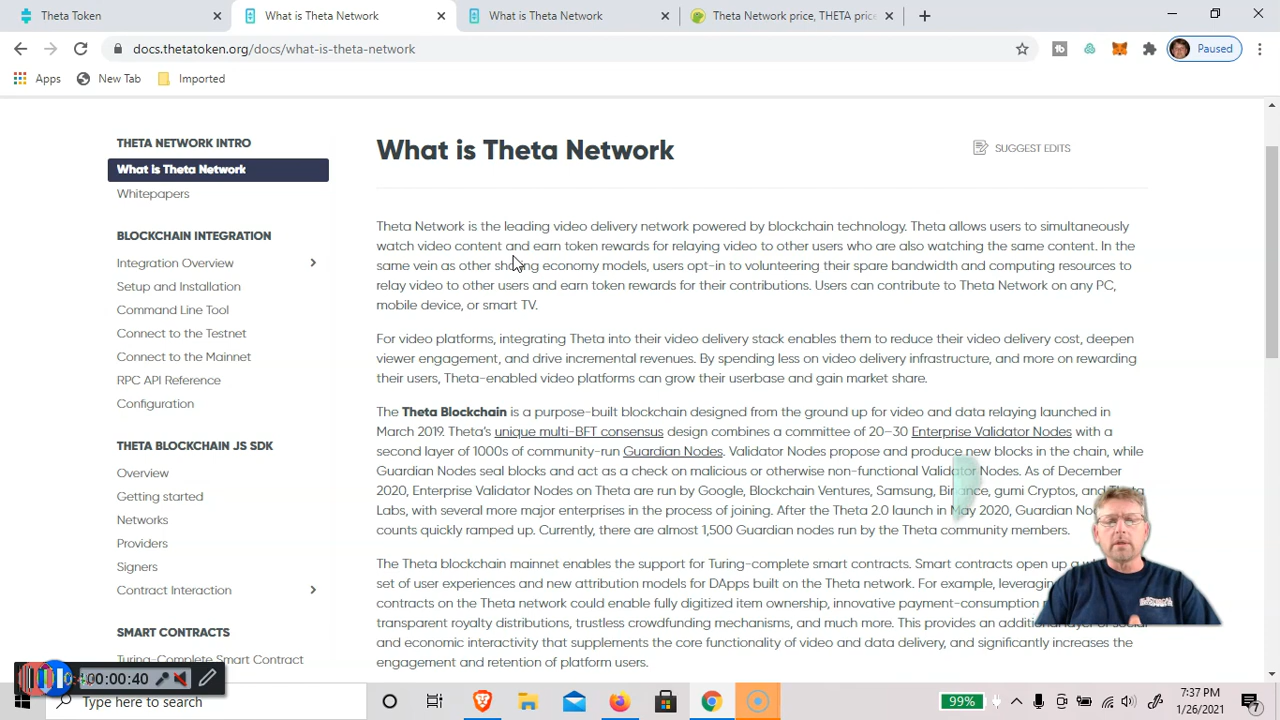 Theta Token
What is Theta Network
What is Theta Network
Theta Network price, THETA price
docs.thetatoken.org/docs/what-is-theta-network
Paused
Apps
New Tab
Imported
THETA NETWORK INTRO
What is Theta Network
Whitepapers
BLOCKCHAIN INTEGRATION
Integration Overview
Setup and Installation
Command Line Tool
Connect to the Testnet
Connect to the Mainnet
RPC API Reference
Configuration
THETA BLOCKCHAIN JS SDK
Overview
Getting started
Networks
Providers
Signers
Contract Interaction
SMART CONTRACTS
Turing-Complete Smart Contract
What is Theta Network
SUGGEST EDITS
Theta Network is the leading video delivery network powered by blockchain technology. Theta allows users to simultaneously
watch video content and earn token rewards for relaying video to other users who are also watching the same content. In the
same vein as other sharing economy models, users opt-in to volunteering their spare bandwidth and computing resources to
relay video to other users and earn token rewards for their contributions. Users can contribute to Theta Network on any PC,
mobile device, or smart TV.
For video platforms, integrating Theta into their video delivery stack enables them to reduce their video delivery cost, deepen
viewer engagement, and drive incremental revenues. By spending less on video delivery infrastructure, and more on rewarding
their users, Theta-enabled video platforms can grow their userbase and gain market share.
The Theta Blockchain is a purpose-built blockchain designed from the ground up for video and data relaying launched in
March 2019. Theta's unique multi-BFT consensus design combines a committee of 20-30 Enterprise Validator Nodes with a
second layer of 1000s of community-run Guardian Nodes. Validator Nodes propose and produce new blocks in the chain, while
Guardian Nodes seal blocks and act as a check on malicious or otherwise non-functional Validator Nodes. As of December
2020, Enterprise Validator Nodes on Theta are run by Google, Blockchain Ventures, Samsung, Binance, gumi Cryptos, and Theta
Labs, with several more major enterprises in the process of joining. After the Theta 2.0 launch in May 2020, Guardian
counts quickly ramped up. Currently, there are almost 1,500 Guardian nodes run by the Theta community members.
The Theta blockchain mainnet enables the support for Turing-complete smart contracts. Smart contracts open up a
set of user experiences and new attribution models for DApps built on the Theta network. For example, leveraging
contracts on the Theta network could enable fully digitized item ownership, innovative payment-consumption
transparent royalty distributions, trustless crowdfunding mechanisms, and much more. This provides an additional layer of social
and economic interactivity that supplements the core functionality of video and data delivery, and significantly increases the
engagement and retention of platform users.
00:00:40
Type here to search
99%
7:37 PM
1/26/2021
7